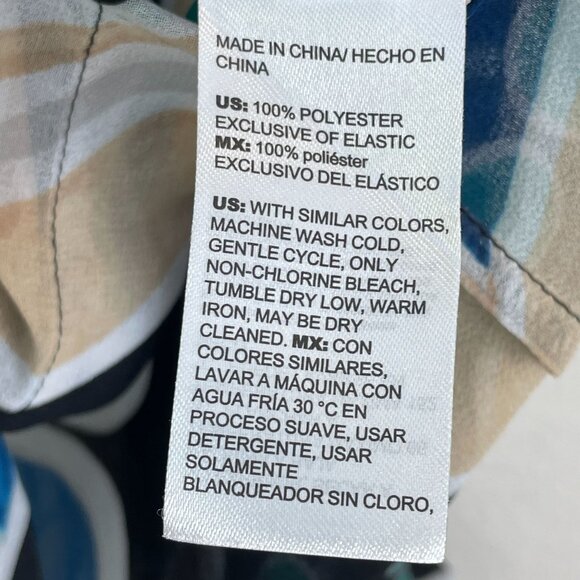 MADE IN CHINA/ HECHO EN
CHINA
US: 100% POLYESTER
EXCLUSIVE OF ELASTIC
MX: 100% poliéster
EXCLUSIVO DEL ELÁSTICO
US: WITH SIMILAR COLORS,
MACHINE WASH COLD,
GENTLE CYCLE, ONLY
NON-CHLORINE BLEACH,
TUMBLE DRY LOW, WARM
IRON, MAY BE DRY
CLEANED. MX: CON
COLORES SIMILARES,
LAVAR A MÁQUINA CON
AGUA FRÍA 30 °C EN
PROCESO SUAVE, USAR
DETERGENTE, USAR
SOLAMENTE
BLANQUEADOR SIN CLORO,